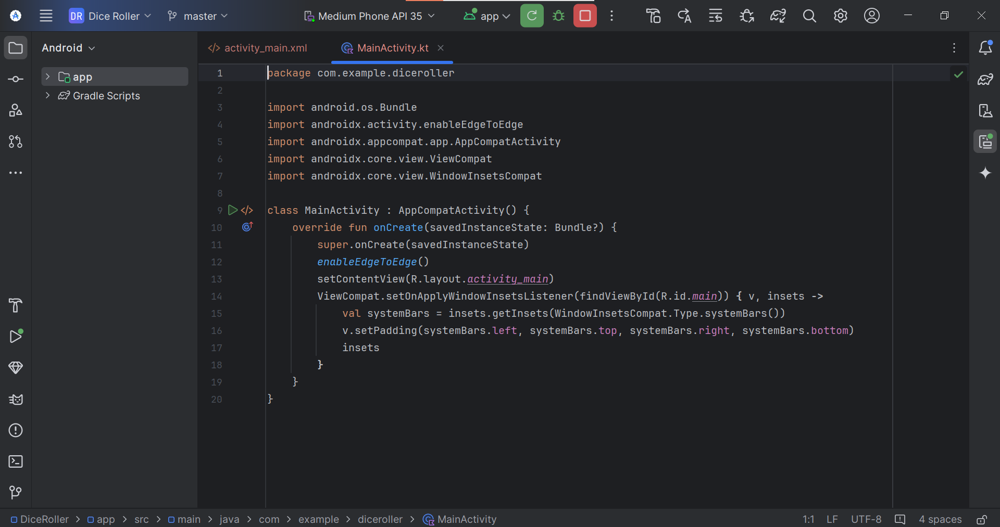 DR Dice Roller master Medium Phone API 35 app
Android
app
Gradle Scripts
</> activity_main.xml MainActivity.kt
1 package com.example.diceroller
2
3 import android.os.Bundle
4 import androidx.activity.enableEdgeToEdge
5 import androidx.appcompat.app.AppCompatActivity
6 import androidx.core.view.ViewCompat
7 import androidx.core.view.WindowInsetsCompat
8
9 </> class MainActivity : AppCompatActivity() {
10 override fun onCreate(savedInstanceState: Bundle?) {
11 super.onCreate(savedInstanceState)
12 enableEdgeToEdge()
13 setContentView(R.layout.activity_main)
14 ViewCompat.setOnApplyWindowInsetsListener(findViewById(R.id.main)) { v, insets ->
15 val systemBars = insets.getInsets(WindowInsetsCompat.Type.systemBars())
16 v.setPadding(systemBars.left, systemBars.top, systemBars.right, systemBars.bottom)
17 insets
18 }
19 }
20 }
DiceRoller > app > src > main > java > com > example > diceroller > MainActivity 1:1 LF UTF-8 4 spaces